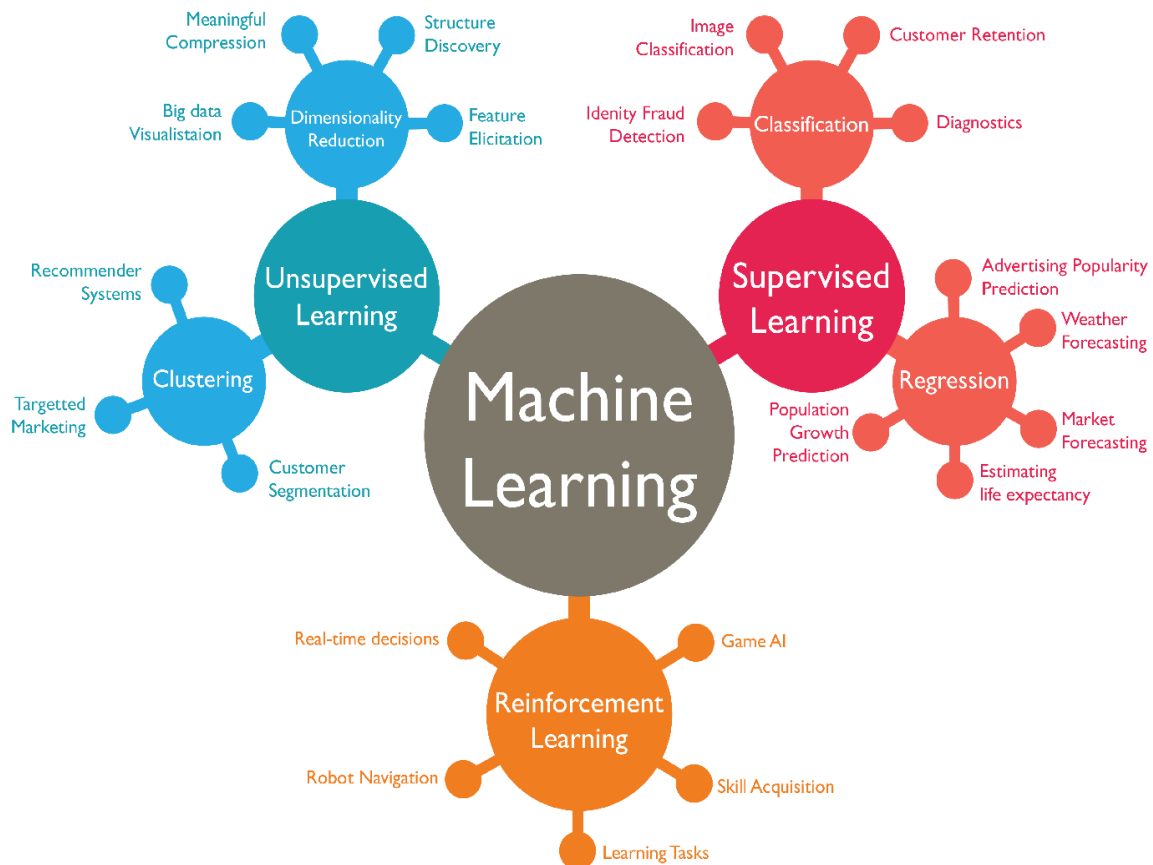 Meaningful
Compression
Structure
Discovery
Big data
Visualistaion
Dimensionality
Reduction
Feature
Elicitation
Image
Classification
Customer Retention
Idenity Fraud
Detection
Classification
Diagnostics
Unsupervised
Learning
Recommender
Systems
Clustering
Targetted
Marketing
Customer
Segmentation
Supervised
Learning
Advertising Popularity
Prediction
Weather
Forecasting
Regression
Population
Growth
Prediction
Market
Forecasting
Estimating
life expectancy
Machine
Learning
Real-time decisions
Game AI
Reinforcement
Learning
Robot Navigation
Skill Acquisition
Learning Tasks